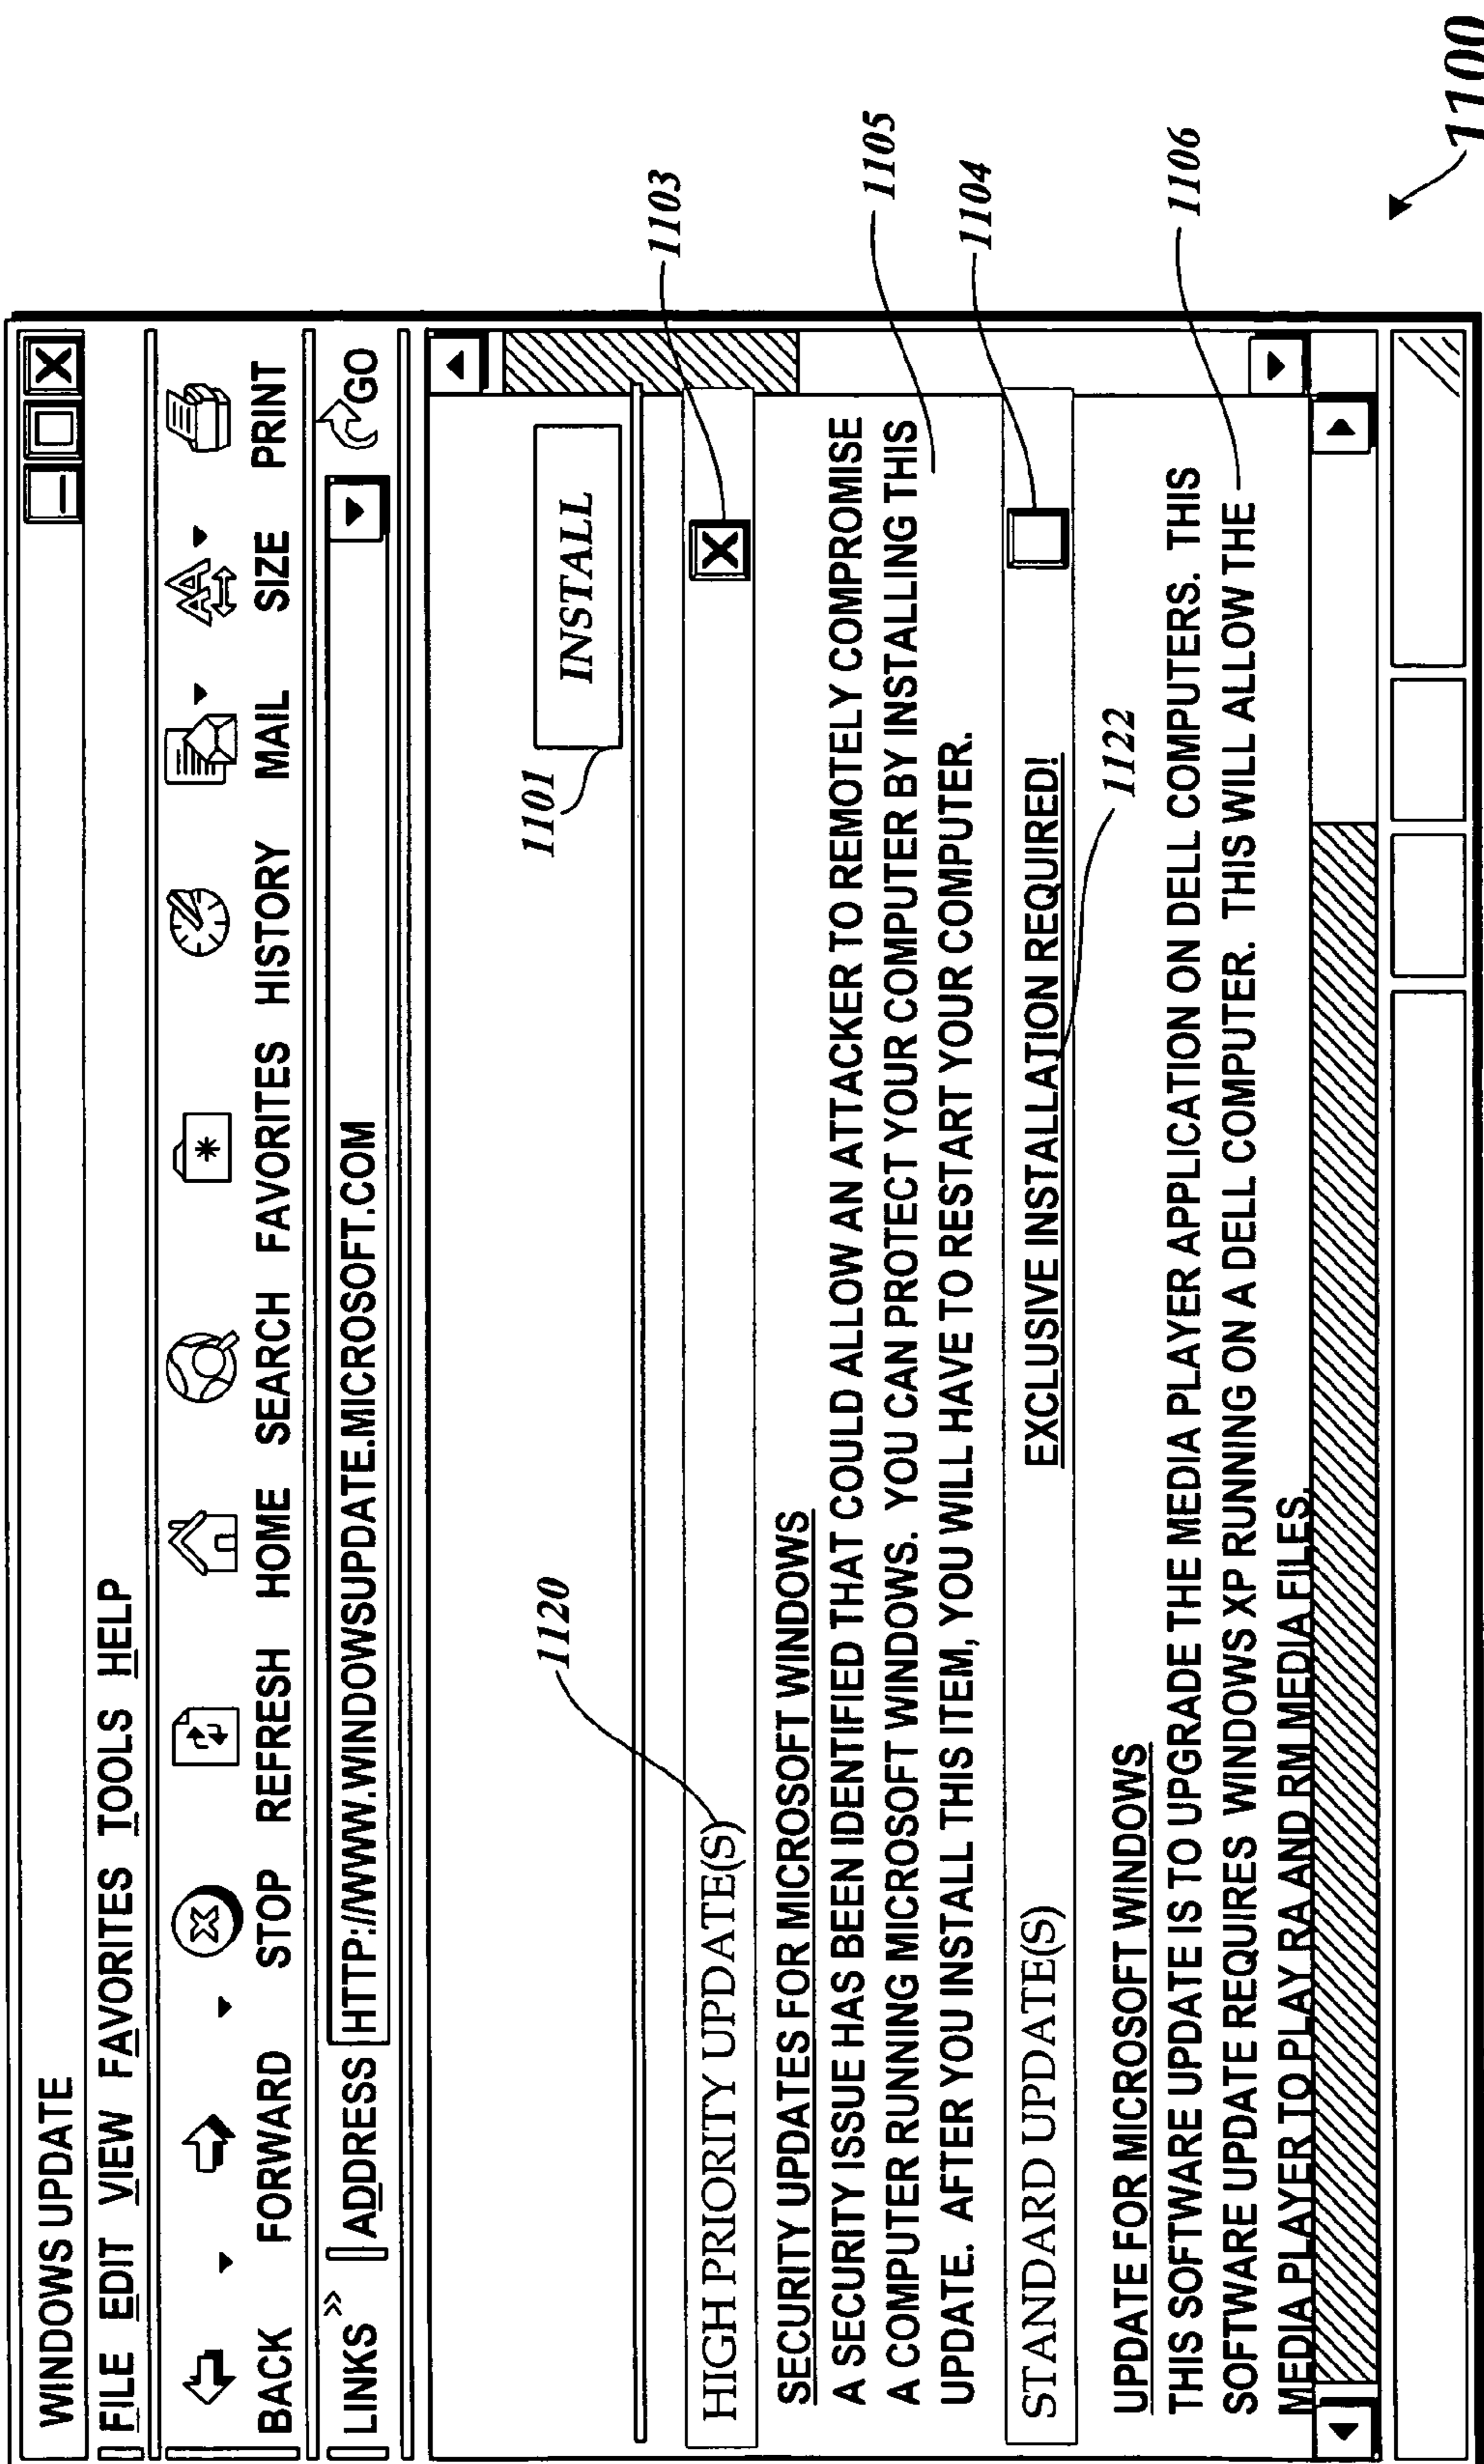 WINDOWS UPDATE
FILE EDIT VIEW FAVORITES TOOLS HELP
BACK FORWARD STOP REFRESH HOME SEARCH FAVORITES HISTORY MAIL SIZE PRINT
LINKS » ADDRESS HTTP://WWW.WINDOWSUPDATE.MICROSOFT.COM GO
1101
INSTALL
1120
HIGH PRIORITY UPDATE(S)
X
1103
SECURITY UPDATES FOR MICROSOFT WINDOWS
A SECURITY ISSUE HAS BEEN IDENTIFIED THAT COULD ALLOW AN ATTACKER TO REMOTELY COMPROMISE
A COMPUTER RUNNING MICROSOFT WINDOWS. YOU CAN PROTECT YOUR COMPUTER BY INSTALLING THIS
1105
UPDATE. AFTER YOU INSTALL THIS ITEM, YOU WILL HAVE TO RESTART YOUR COMPUTER.
STANDARD UPDATE(S) EXCLUSIVE INSTALLATION REQUIRED!
1104
1122
UPDATE FOR MICROSOFT WINDOWS
THIS SOFTWARE UPDATE IS TO UPGRADE THE MEDIA PLAYER APPLICATION ON DELL COMPUTERS. THIS
SOFTWARE UPDATE REQUIRES WINDOWS XP RUNNING ON A DELL COMPUTER. THIS WILL ALLOW THE
1106
MEDIA PLAYER TO PLAY RA AND RM MEDIA FILES.
1100